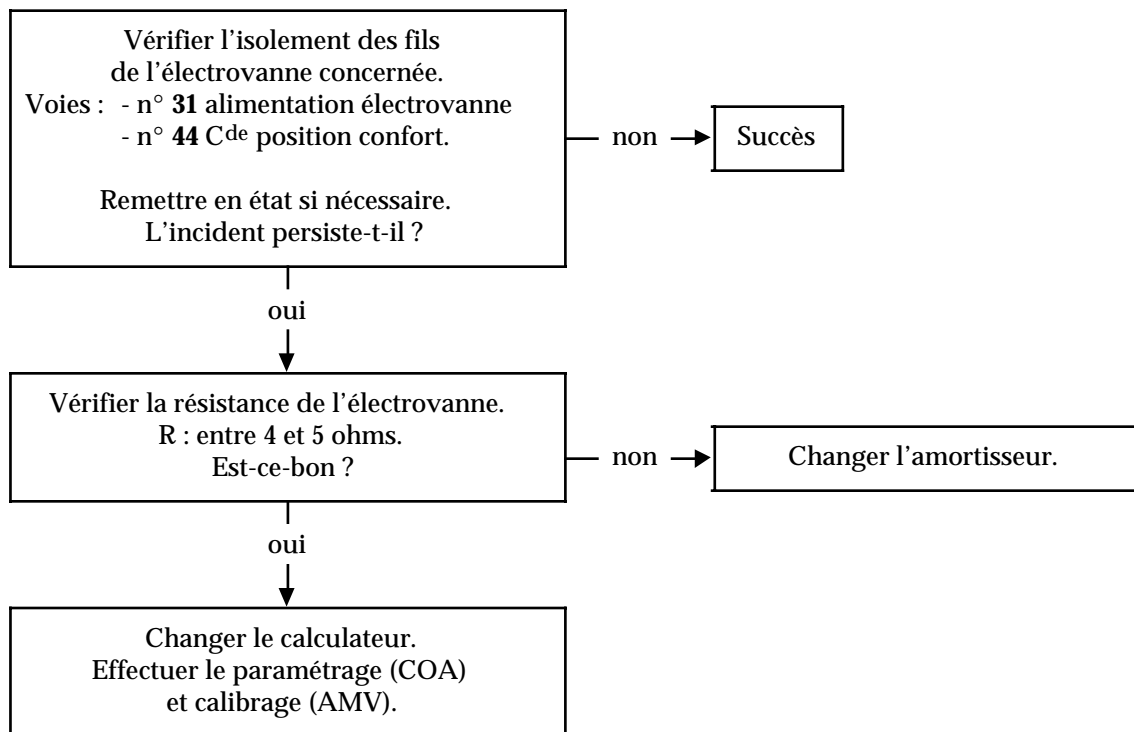 Vérifier l'isolement des fils
de l'électrovanne concernée.
Voies : - n° 31 alimentation électrovanne
- n° 44 Cde position confort.
Remettre en état si nécessaire.
L'incident persiste-t-il ?
non
Succès
oui
Vérifier la résistance de l'électrovanne.
R : entre 4 et 5 ohms.
Est-ce-bon ?
non
Changer l'amortisseur.
oui
Changer le calculateur.
Effectuer le paramétrage (COA)
et calibrage (AMV).